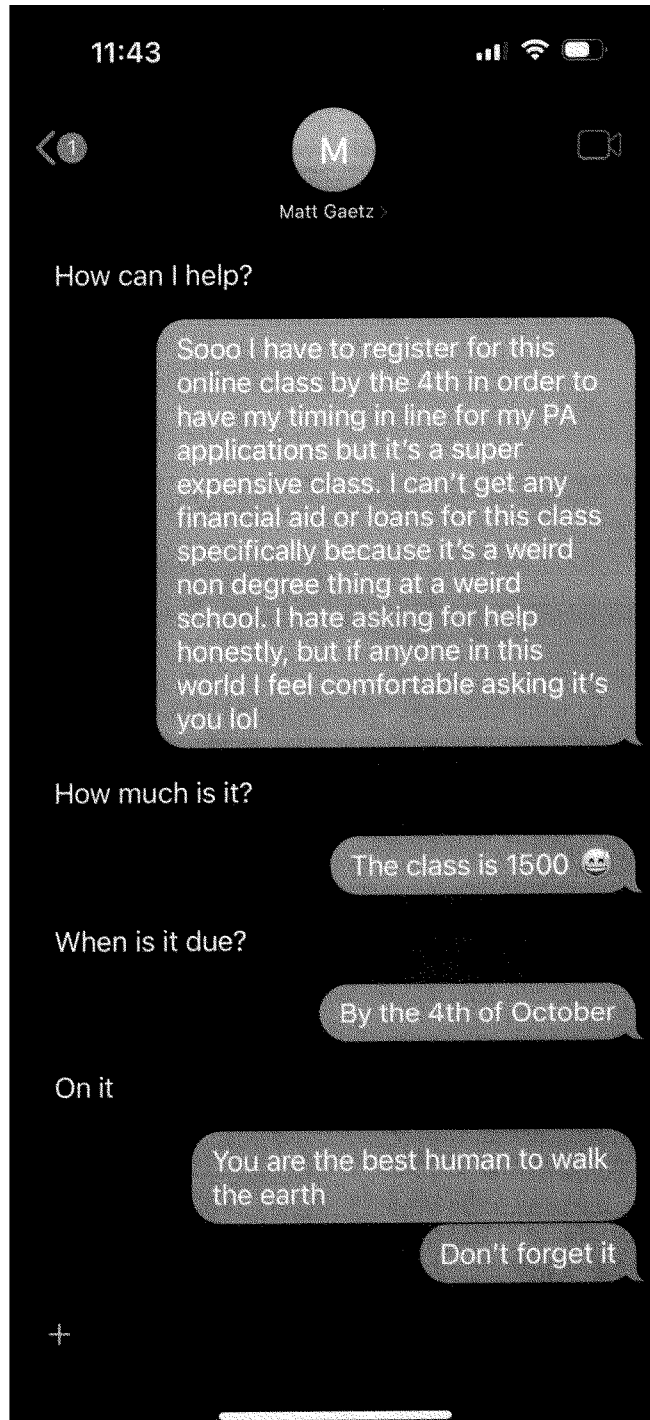 11:43
1
M
Matt Gaetz >
How can I help?
Sooo I have to register for this
online class by the 4th in order to
have my timing in line for my PA
applications but it's a super
expensive class. I can't get any
financial aid or loans for this class
specifically because it's a weird
non degree thing at a weird
school. I hate asking for help
honestly, but if anyone in this
world I feel comfortable asking it's
you lol
How much is it?
The class is 1500 😅
When is it due?
By the 4th of October
On it
You are the best human to walk
the earth
Don't forget it
+